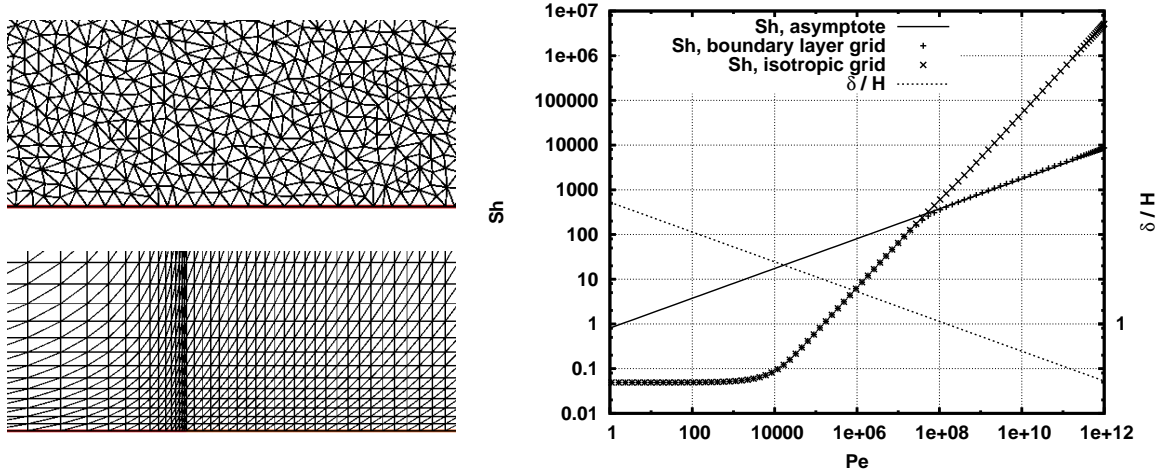 1e+07
1e+06
100000
10000
1000
100
10
1
0.1
0.01
Sh
Sh, asymptote
Sh, boundary layer grid
Sh, isotropic grid
δ / H
1
δ / H
1
100
10000
1e+06
1e+08
1e+10
1e+12
Pe